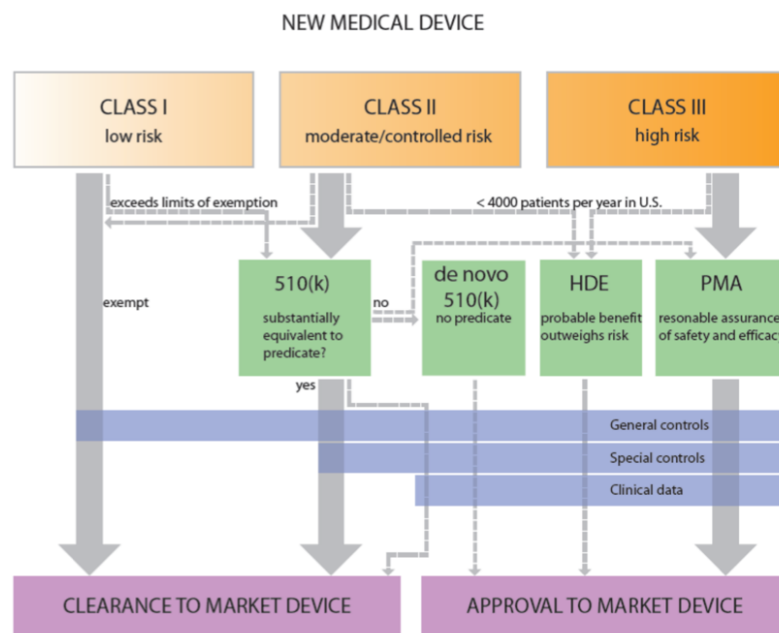 NEW MEDICAL DEVICE
CLASS I
low risk
CLASS II
moderate/controlled risk
CLASS III
high risk
exceeds limits of exemption
< 4000 patients per year in U.S.
exempt
510(k)
substantially
equivalent to
predicate?
no
yes
de novo
510(k)
no predicate
HDE
probable benefit
outweighs risk
PMA
resonable assurance
of safety and efficacy
General controls
Special controls
Clinical data
CLEARANCE TO MARKET DEVICE
APPROVAL TO MARKET DEVICE